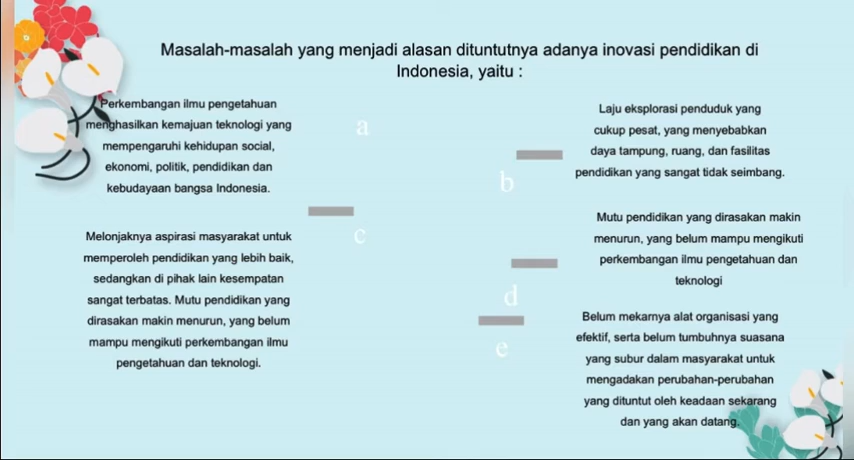 Masalah-masalah yang menjadi alasan dituntutnya adanya inovasi pendidikan di
Indonesia, yaitu :
Perkembangan ilmu pengetahuan
menghasilkan kemajuan teknologi yang
mempengaruhi kehidupan social,
ekonomi, politik, pendidikan dan
kebudayaan bangsa Indonesia.
a
Laju eksplorasi penduduk yang
cukup pesat, yang menyebabkan
daya tampung, ruang, dan fasilitas
pendidikan yang sangat tidak seimbang.
b
Melonjaknya aspirasi masyarakat untuk
memperoleh pendidikan yang lebih baik,
sedangkan di pihak lain kesempatan
sangat terbatas. Mutu pendidikan yang
dirasakan makin menurun, yang belum
mampu mengikuti perkembangan ilmu
pengetahuan dan teknologi.
c
Mutu pendidikan yang dirasakan makin
menurun, yang belum mampu mengikuti
perkembangan ilmu pengetahuan dan
teknologi
d
Belum mekarnya alat organisasi yang
efektif, serta belum tumbuhnya suasana
yang subur dalam masyarakat untuk
mengadakan perubahan-perubahan
yang dituntut oleh keadaan sekarang
dan yang akan datang.
e